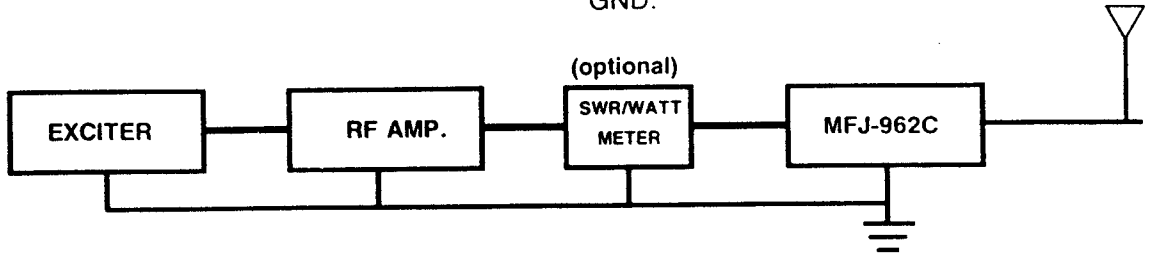 GND.
(optional)
EXCITER
RF AMP.
SWR/WATT
METER
MFJ-962C